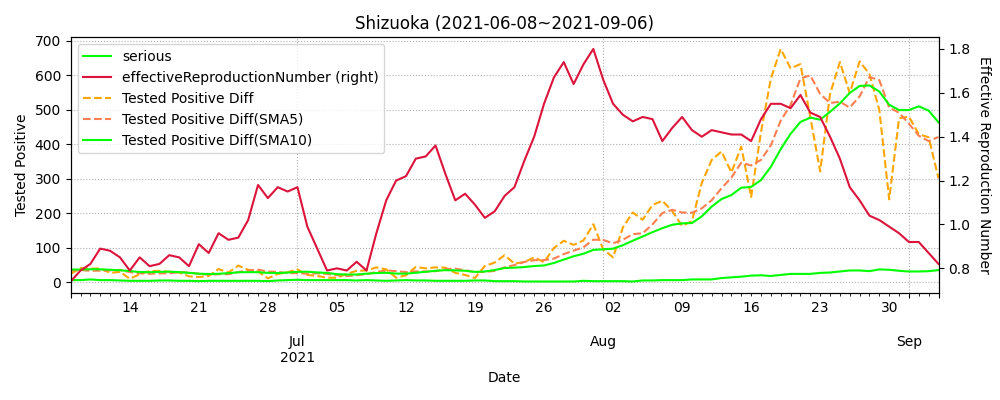 Shizuoka (2021-06-08~2021-09-06)
serious
effectiveReproductionNumber (right)
Tested Positive Diff
Tested Positive Diff(SMA5)
Tested Positive Diff(SMA10)
Tested Positive
700
600
500
400
300
200
100
0
1.8
1.6
1.4
1.2
1.0
0.8
Effective Reproduction Number
14 21 28 05 12 19 26 02 09 16 23 30
Jul Aug Sep
2021
Date